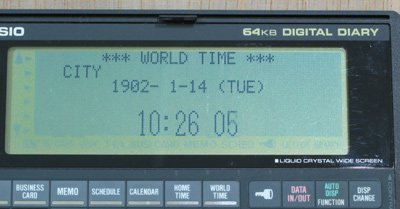 SIO
64KB DIGITAL DIARY
*** WORLD TIME ***
CITY
1902- 1-14 (TUE)
10:26 05
LIQUID CRYSTAL WIDE SCREEN
BUSINESS CARD
MEMO
SCHEDULE
CALENDAR
HOME TIME
WORLD TIME
DATA IN/OUT
AUTO DISP
FUNCTION
DISP CHANGE